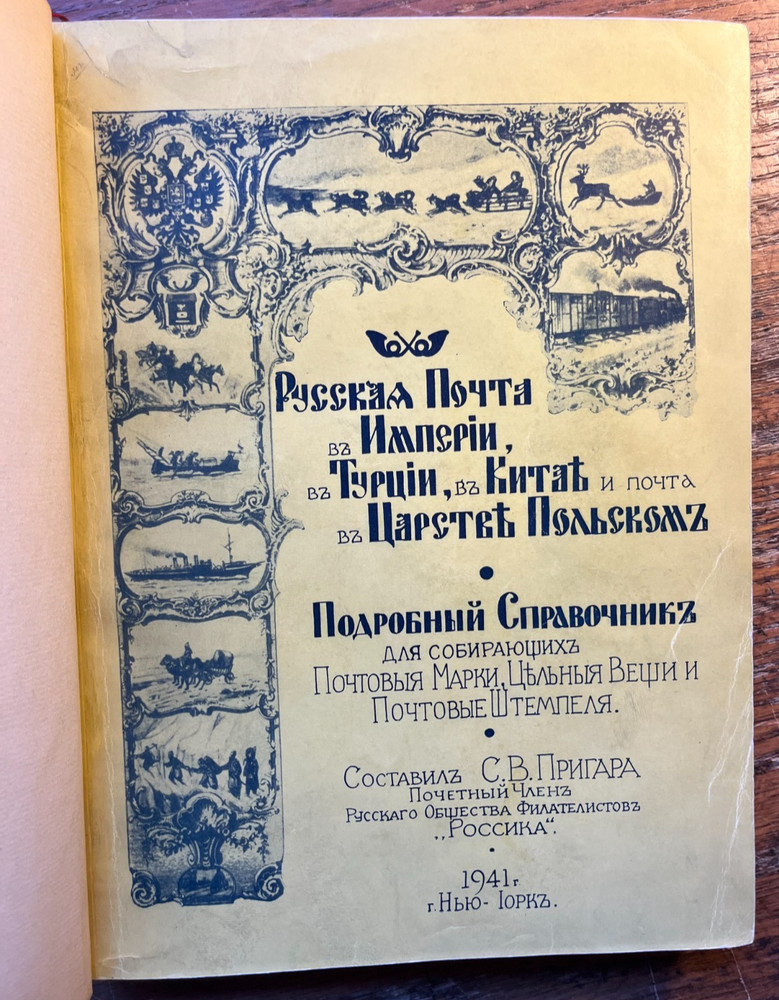 Русская Почта
въ Имперіи,
въ Турціи, въ Китаѣ и почта
въ Царствѣ Польскомъ
Подробный Справочникъ
для собирающихъ
Почтовыя Марки, Цѣльныя Вещи и
Почтовые Штемпеля.
Составилъ С. В. Пригара
Почетный Членъ
Русскаго Общества Филателистовъ
„Россика".
1941 г
г. Нью-Іоркъ.